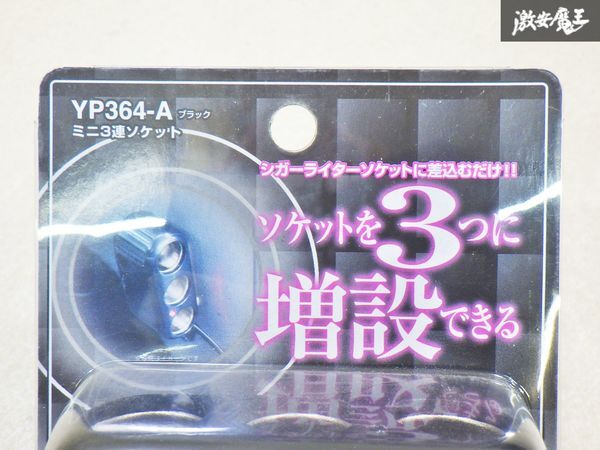 激安魔王
YP364-A ブラック
ミニ3連ソケット
シガーライターソケットに差込むだけ!!
ソケットを3つに
増設できる